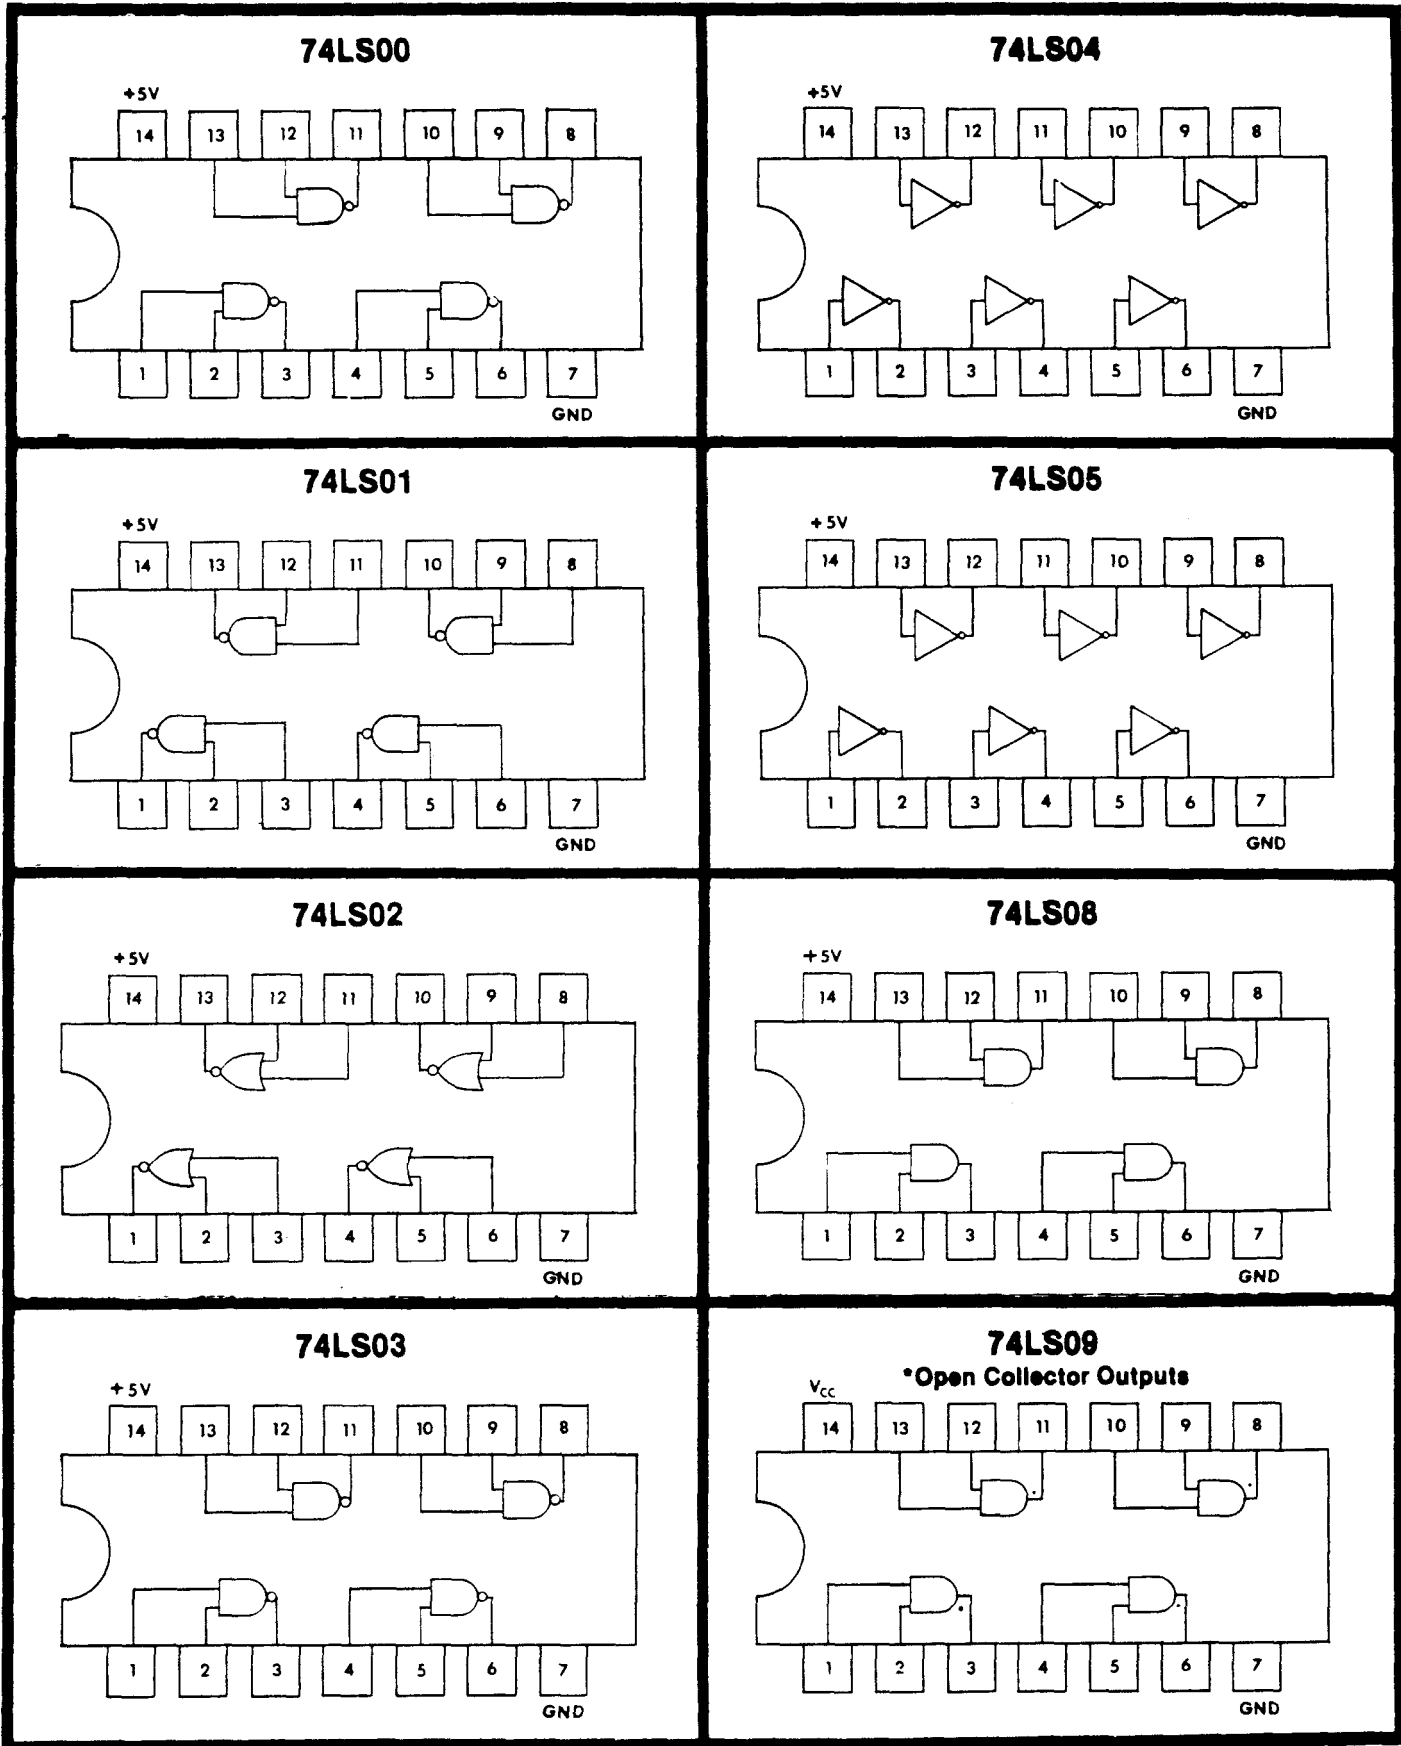 74LS00
+5V
14 13 12 11 10 9 8
1 2 3 4 5 6 7
GND
74LS04
+5V
14 13 12 11 10 9 8
1 2 3 4 5 6 7
GND
74LS01
+5V
14 13 12 11 10 9 8
1 2 3 4 5 6 7
GND
74LS05
+5V
14 13 12 11 10 9 8
1 2 3 4 5 6 7
GND
74LS02
+5V
14 13 12 11 10 9 8
1 2 3 4 5 6 7
GND
74LS08
+5V
14 13 12 11 10 9 8
1 2 3 4 5 6 7
GND
74LS03
+5V
14 13 12 11 10 9 8
1 2 3 4 5 6 7
GND
74LS09
*Open Collector Outputs
VCC
14 13 12 11 10 9 8
1 2 3 4 5 6 7
GND